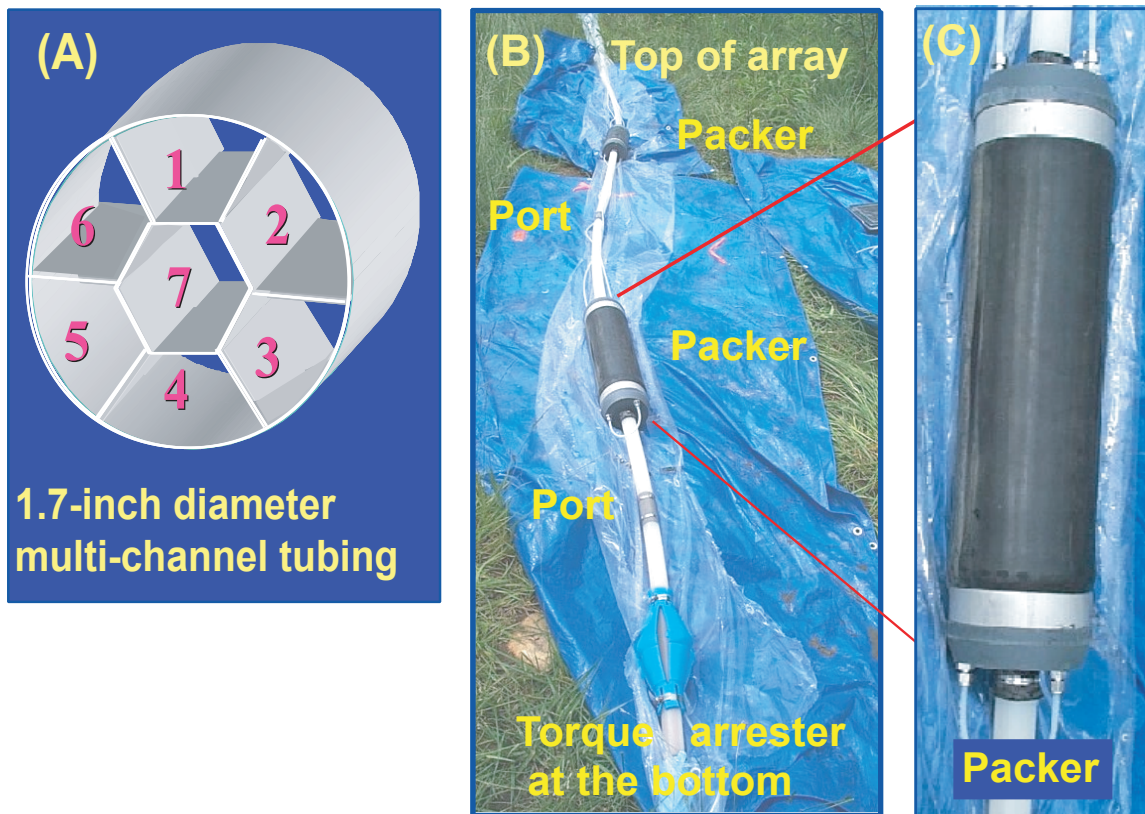 (A)
1
2
3
4
5
6
7
1.7-inch diameter
multi-channel tubing
(B)
Top of array
Packer
Port
Packer
Port
Torque arrester
at the bottom
(C)
Packer